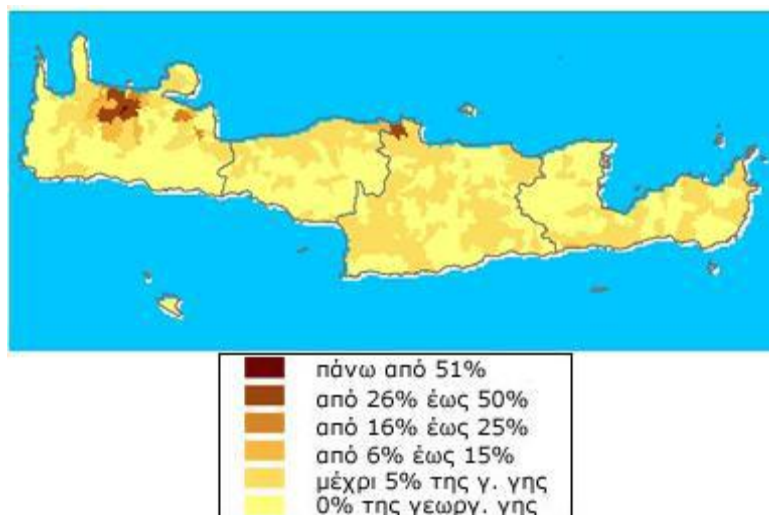 πάνω από 51%
από 26% έως 50%
από 16% έως 25%
από 6% έως 15%
μέχρι 5% της γ. γης
0% της γεωργ. γης